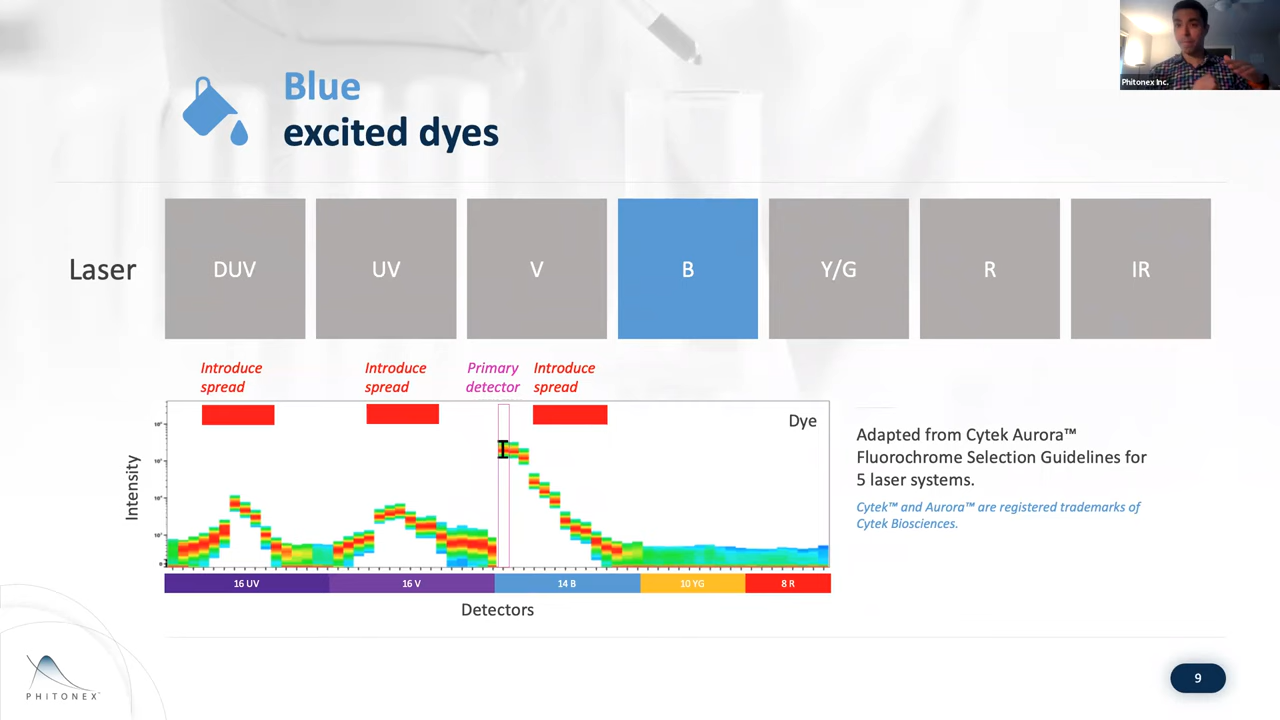 Phitonex Inc.
Blue
excited dyes
Laser
DUV
UV
V
B
Y/G
R
IR
Introduce
spread
Introduce
spread
Primary
detector
Introduce
spread
Dye
Intensity
16 UV
16 V
14 B
10 YG
8 R
Detectors
Adapted from Cytek Aurora™
Fluorochrome Selection Guidelines for
5 laser systems.
Cytek™ and Aurora™ are registered trademarks of
Cytek Biosciences.
PHITONEX
9